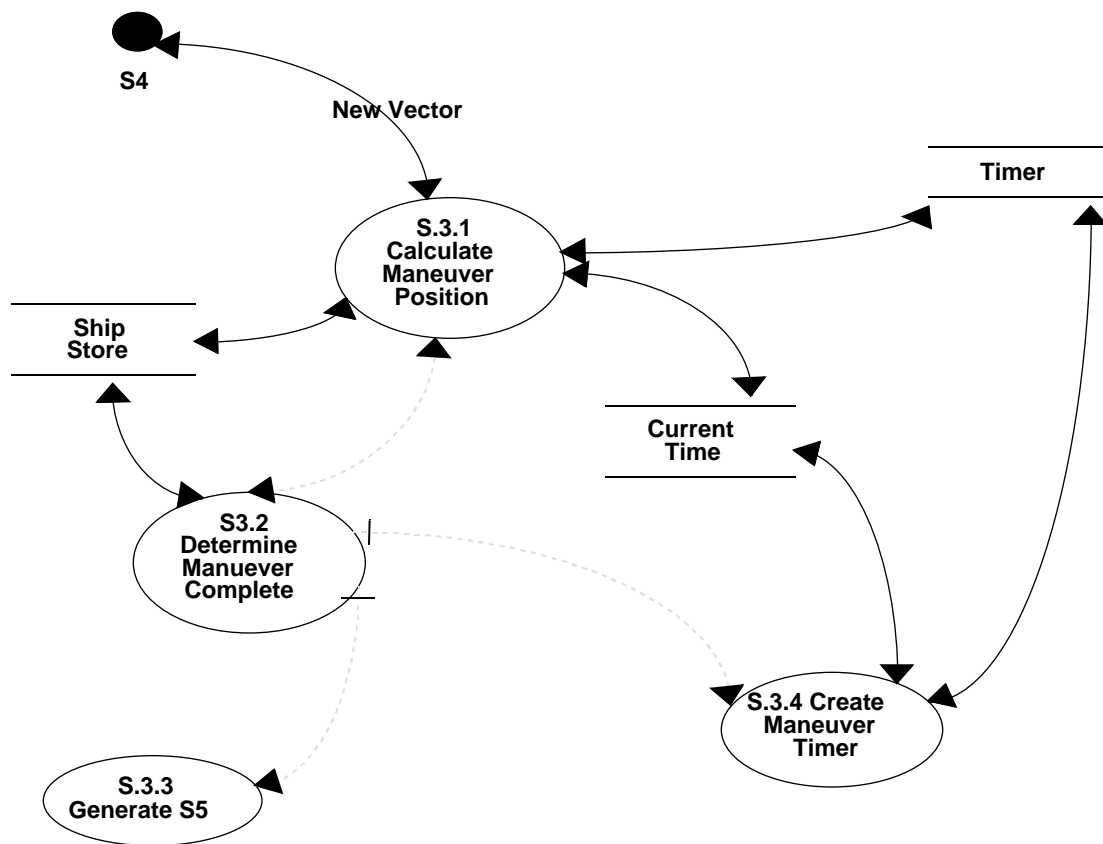 S4
New Vector
Timer
S.3.1
Calculate
Maneuver
Position
Ship
Store
Current
Time
S3.2
Determine
Manuever
Complete
S.3.4 Create
Maneuver
Timer
S.3.3
Generate S5